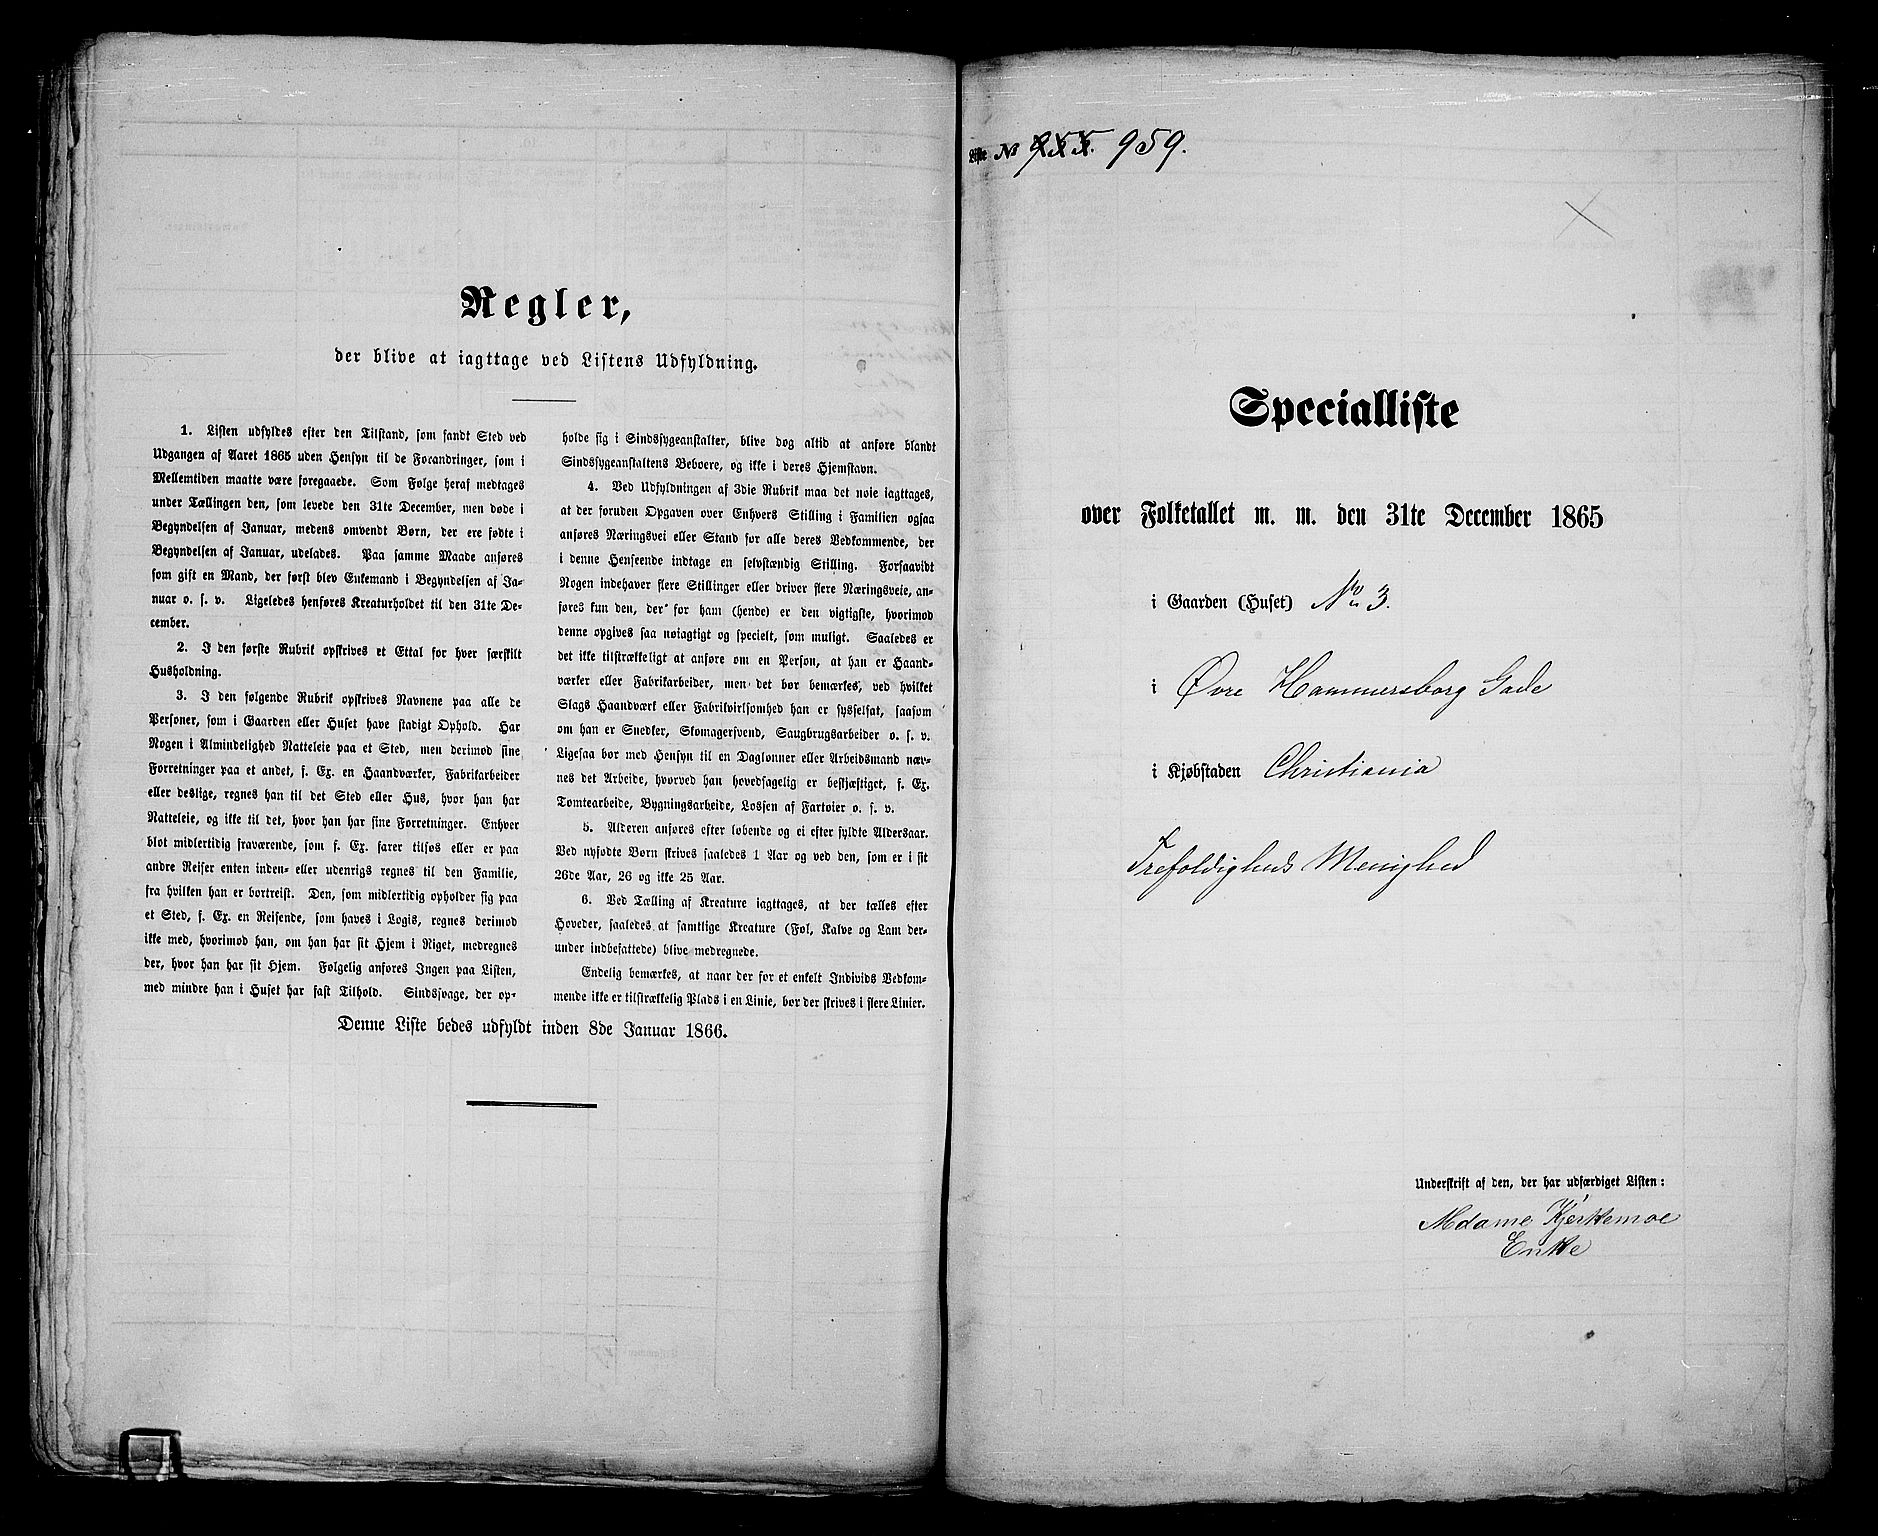 Regler,
der blive at iagttage ved Listens Udfyldning.
1. Listen udfyldes efter den Tilstand, som fandt Sted ved
Udgangen af Aaret 1865 uden Hensyn til de Forandringer, som i
Mellemtiden maatte være foregaaede. Som Følge heraf medtages
under Tællingen den, som levede den 31te December, men døde i
Begyndelsen af Januar, medens omvendt Børn, der ere fødte i
Begyndelsen af Januar, udelades. Paa samme Maade anføres
som gift en Mand, der først blev Enkemand i Begyndelsen af Ja-
nuar o. s. v. Ligeledes henføres Kreaturholdet til den 31te De-
cember.
2. I den første Rubrik opskrives et Ettal for hver særskilt
Husholdning.
3. I den følgende Rubrik opskrives Navnene paa alle de
Personer, som i Gaarden eller Huset have stadigt Ophold. Har
Nogen i Almindelighed Natteleie paa et Sted, men derimod sine
Forretninger paa et andet, f. Ex. en Haandværker, Fabrikarbeider
eller deslige, regnes han til det Sted eller Hus, hvor han har
Natteleie, og ikke til det, hvor han har sine Forretninger. Enhver
blot midlertidig fraværende, som f. Ex. farer tilsøs eller er paa
andre Reiser enten inden- eller udenrigs regnes til den Familie,
fra hvilken han er bortreist. Den, som midlertidig opholder sig paa
et Sted, f. Ex. en Reisende, som haves i Logis, regnes derimod
ikke med, hvorimod han, om han har sit Hjem i Riget, medregnes
der, hvor han har sit Hjem. Følgelig anføres Ingen paa Listen,
med mindre han i Huset har fast Tilhold. Sindssvage, der op-
holde sig i Sindssygeanstalter, blive dog altid at anføre blandt
Sindssygeanstaltens Beboere, og ikke i deres Hjemstavn.
4. Ved Udfyldningen af 3die Rubrik maa det nøie iagttages,
at der foruden Opgaven over Enhvers Stilling i Familien ogsaa
anføres Næringsvei eller Stand for alle deres Vedkommende, der
i denne Henseende indtage en selvstændig Stilling. Forsaavidt
Nogen indehaver flere Stillinger eller driver flere Næringsveie, an-
føres kun den, der for ham (hende) er den vigtigste, hvorimod
denne opgives saa nøiagtigt og specielt, som muligt. Saaledes er
det ikke tilstrækkeligt at anføre om en Person, at han er Haand-
værker eller Fabrikarbeider, men det bør bemærkes, ved hvilket
Slags Haandværk eller Fabrikvirksomhed han er sysselsat, saasom
om han er Snedker, Skomagersvend, Saugbrugsarbeider o. s. v.
Ligesaa bør med Hensyn til en Daglønner eller Arbeidsmand næv-
nes det Arbeide, hvorved han hovedsagelig er beskjæftiget, f. Ex.
Tomtearbeide, Bygningsarbeide, Lossen af Fartøier o. s. v.
5. Alderen anføres efter løbende og ei efter fyldte Aldersaar.
Ved nyfødte Børn skrives saaledes 1 Aar og ved den, som er i sit
26de Aar, 26 og ikke 25 Aar.
6. Ved Tælling af Kreature iagttages, at der tælles efter
Hoveder, saaledes at samtlige Kreature (Føl, Kalve og Lam der-
under indbefattede) blive medregnede.
Endelig bemærkes, at naar der for et enkelt Individs Vedkom-
mende ikke er tilstrækkelig Plads i en Linie, bør der skrives i flere Linier.
Denne Liste bedes udfyldt inden 8de Januar 1866.
Liste No 959.
Specialliste
over Folketallet m. m. den 31te December 1865
i Gaarden (Huset) No 3.
i Øvre Hammersborg Gade
i Kjøbstaden Christiania
Trefoldigheds Menighed
Underskrift af den, der har udfærdiget Listen:
Mdame Kjerkemoe
Enke